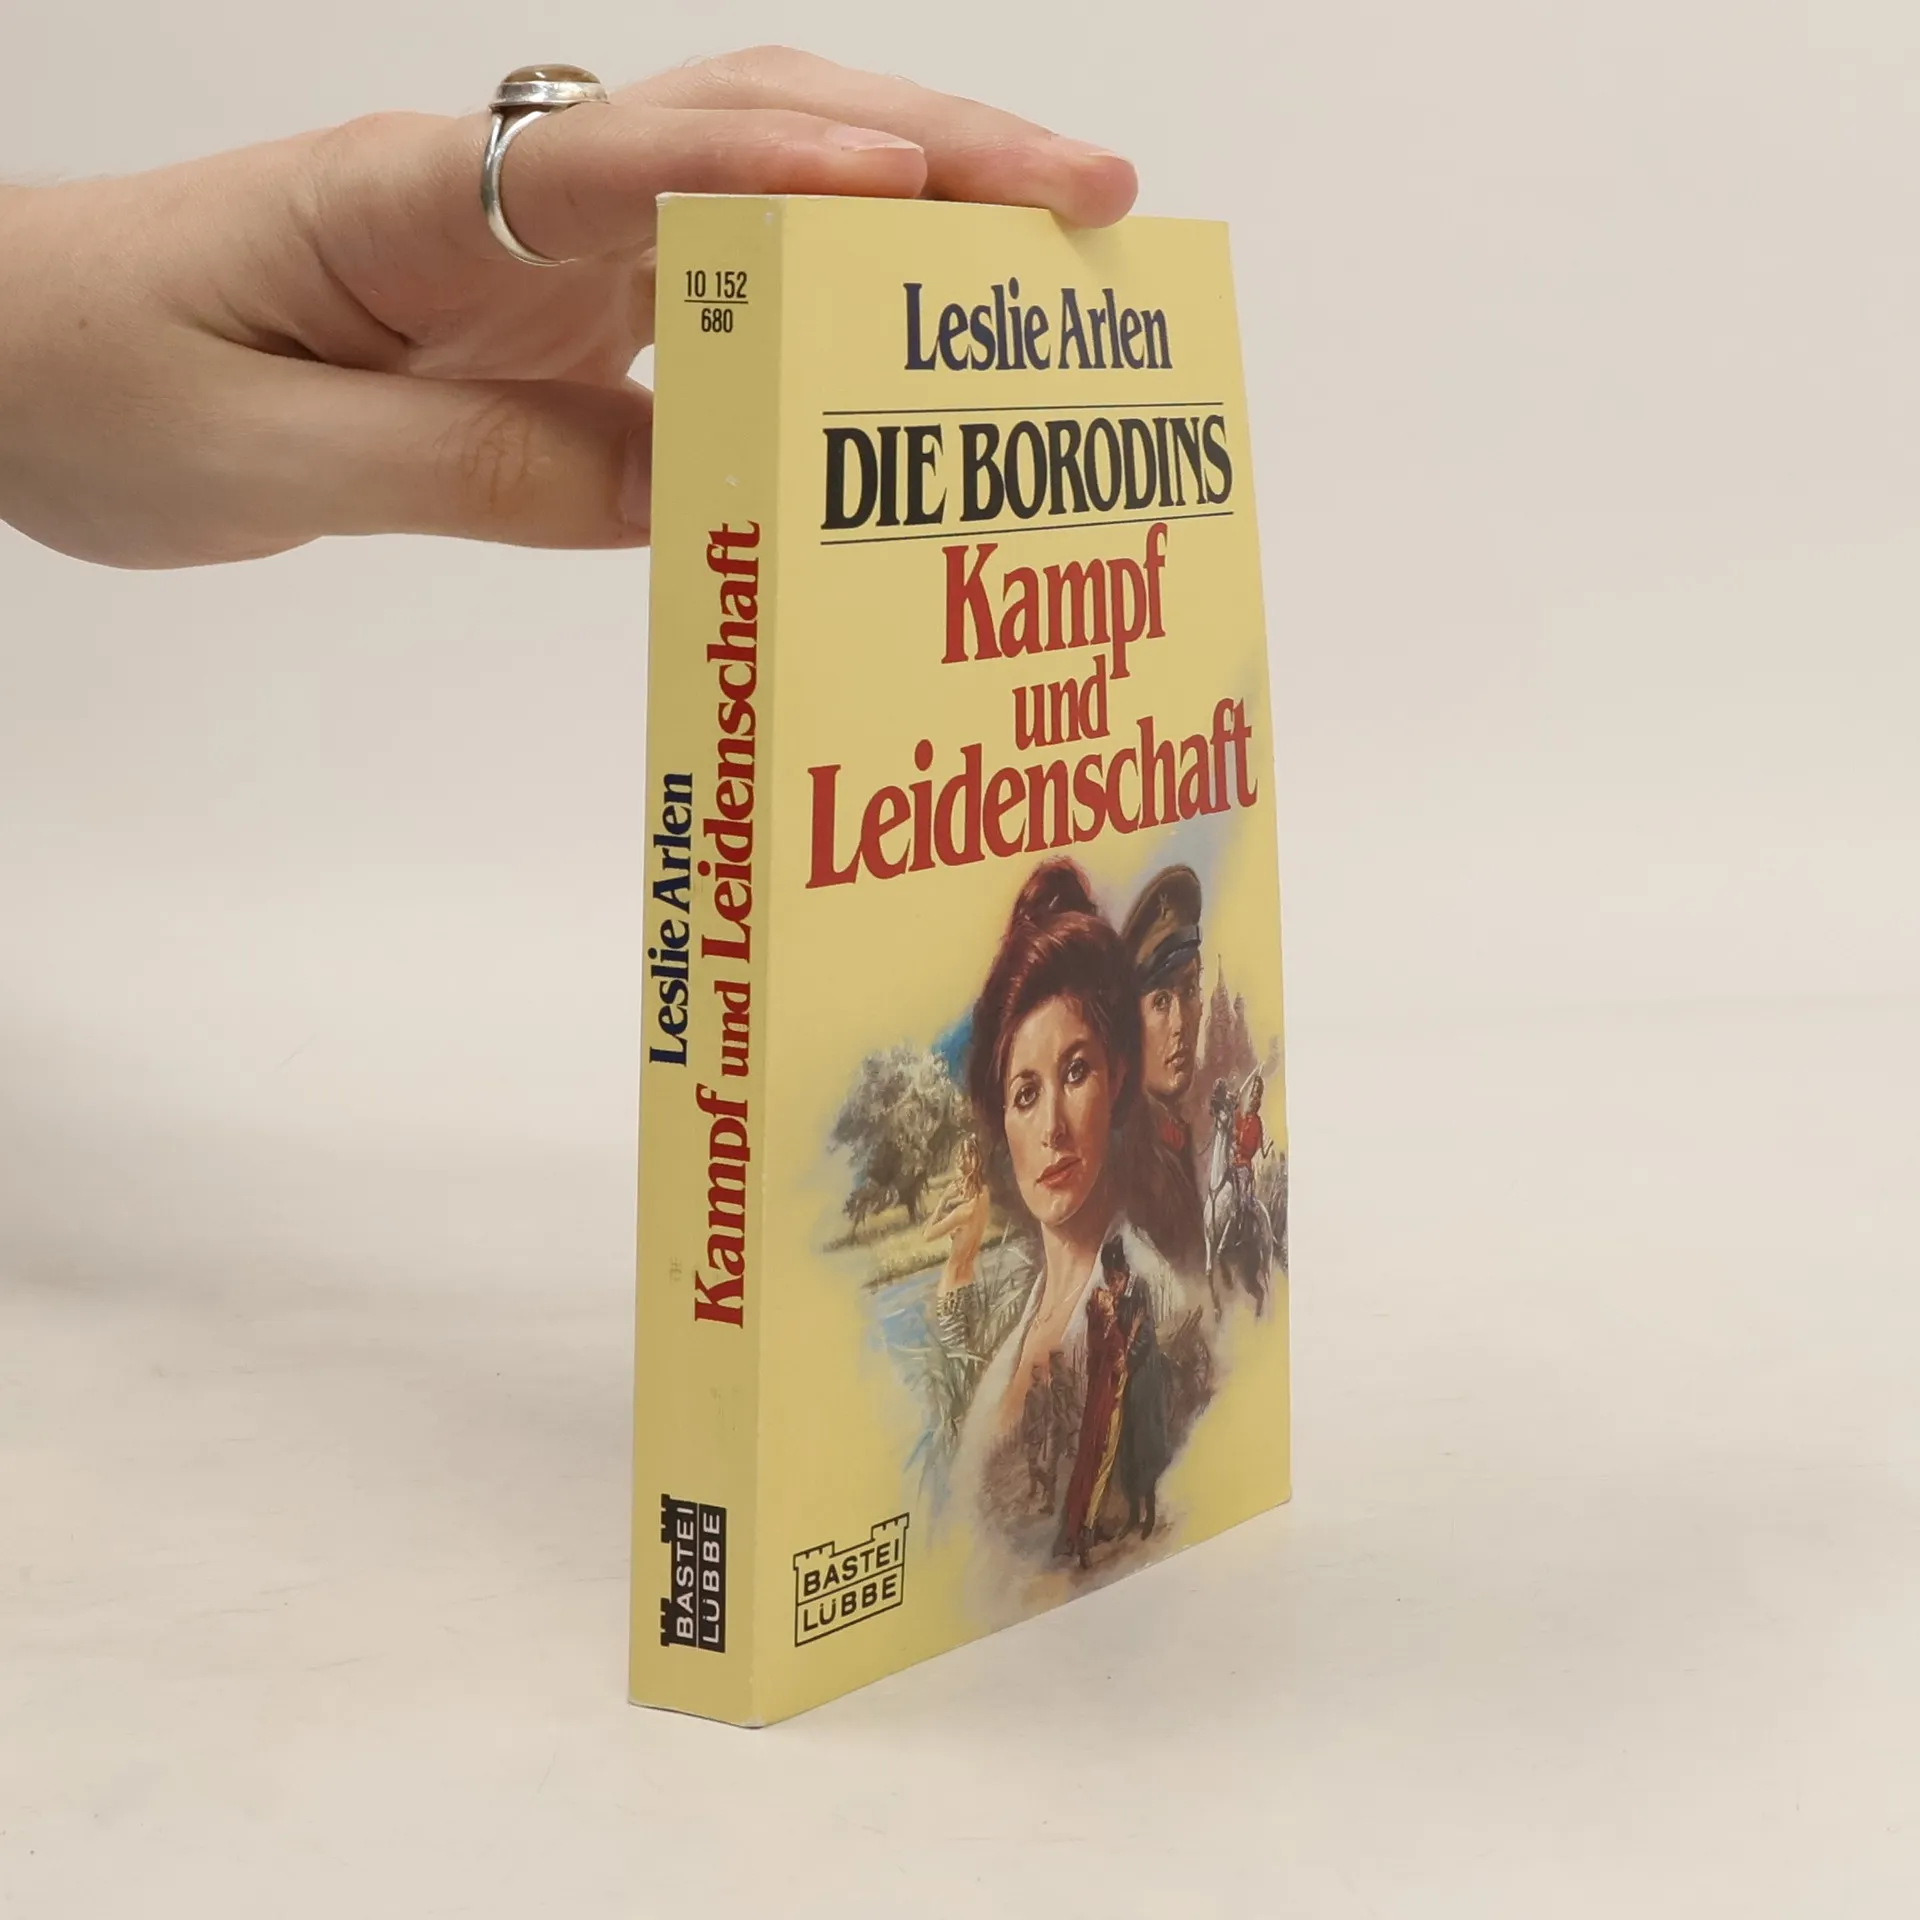 10 152
680
Leslie Arlen
Kampf und Leidenschaft
BASTEI
LÜBBE
Leslie Arlen
DIE BORODINS
Kampf
und
Leidenschaft
BASTEI
LÜBBE